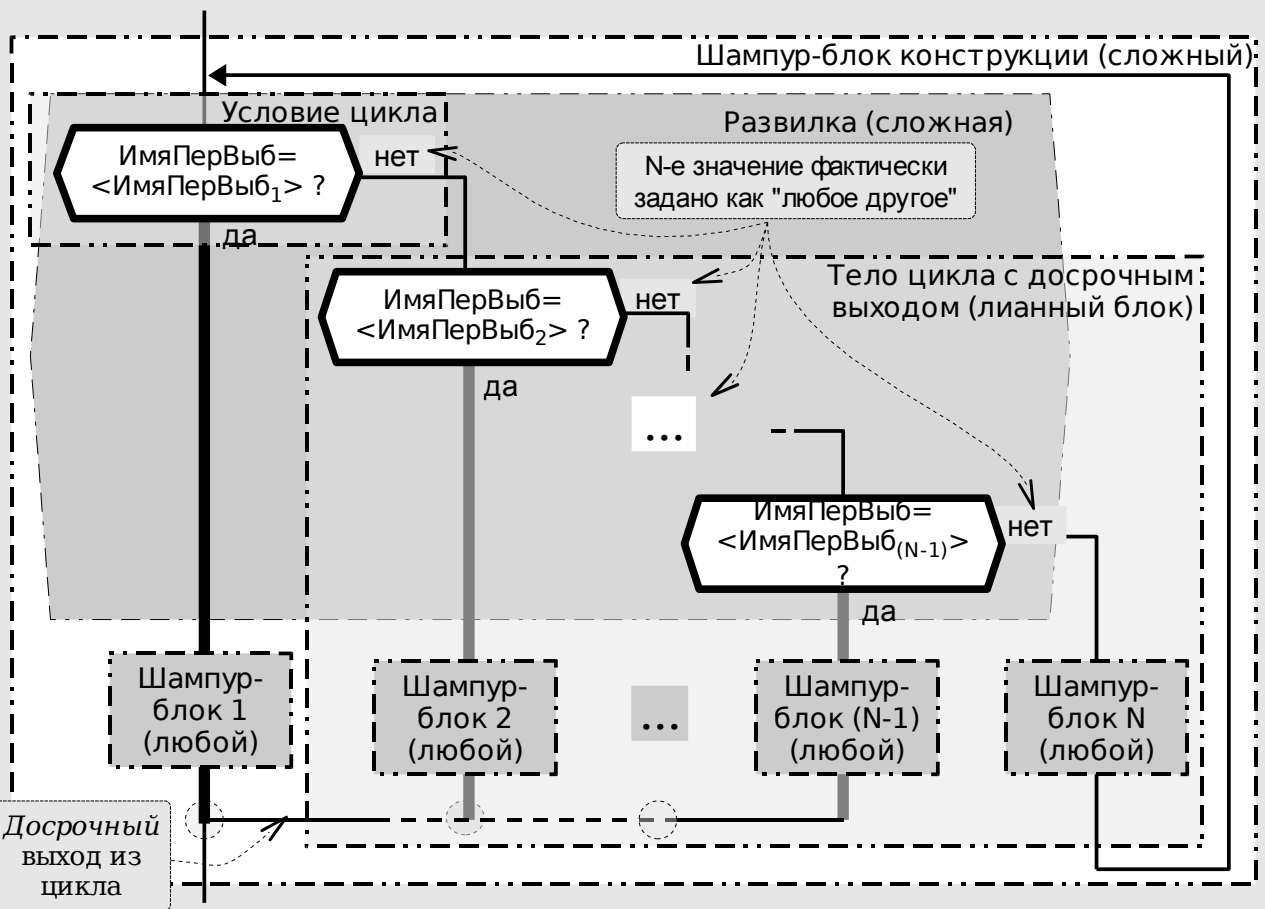 Шампур-блок конструкции (сложный)
Условие цикла
Развилка (сложная)
ИмяПерВыб=
<ИмяПерВыб1> ?
нет
да
N-е значение фактически
задано как "любое другое"
Тело цикла с досрочным
выходом (лианный блок)
ИмяПерВыб=
<ИмяПерВыб2> ?
нет
да
...
ИмяПерВыб=
<ИмяПерВыб(N-1)>
?
нет
да
Шампур-
блок 1
(любой)
Шампур-
блок 2
(любой)
...
Шампур-
блок (N-1)
(любой)
Шампур-
блок N
(любой)
Досрочный
выход из
цикла